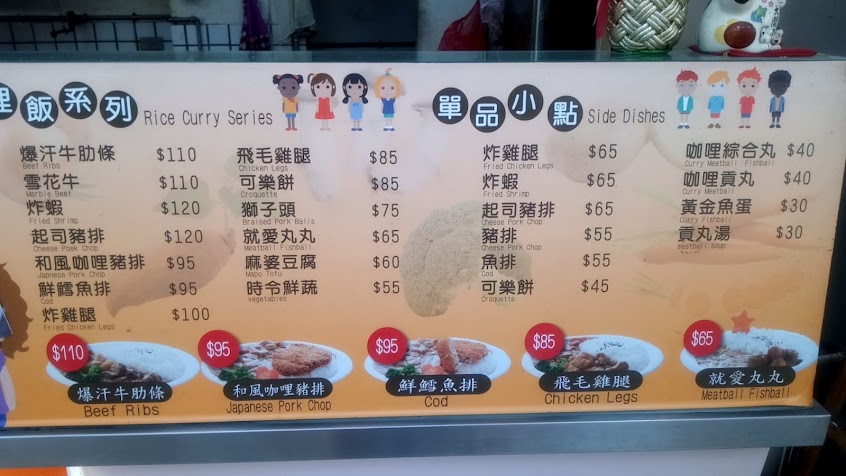 理飯系列 Rice Curry Series
爆汗牛肋條 $110
Beef Ribs
雪花牛 $110
Marble Beef
炸蝦 $120
Fried Shrimp
起司豬排 $120
Cheese Poek Chop
和風咖哩豬排 $95
Japnese Pork Chop
鮮鱈魚排 $95
Cod
炸雞腿 $100
Fried Chicken Legs
飛毛雞腿 $85
Chicken Legs
可樂餅 $85
Croquette
獅子頭 $75
Braised Pork Balls
就愛丸丸 $65
Meatball Fishball
麻婆豆腐 $60
Mapo Tofu
時令鮮蔬 $55
vegetables
單品小點 Side Dishes
炸雞腿 $65
Fried Chicken Legs
炸蝦 $65
Fried Shrimp
起司豬排 $65
Cheese Pork Chop
豬排 $55
Pork Chop
魚排 $55
Cod
可樂餅 $45
Croquette
咖哩綜合丸 $40
Curry Meatball Fishball
咖哩貢丸 $40
Curry Meatball
黃金魚蛋 $30
Curry Fishball
貢丸湯 $30
meatball soup
$110
爆汗牛肋條
Beef Ribs
$95
和風咖哩豬排
Japanese Pork Chop
$95
鮮鱈魚排
Cod
$85
飛毛雞腿
Chicken Legs
$65
就愛丸丸
Meatball Fishball